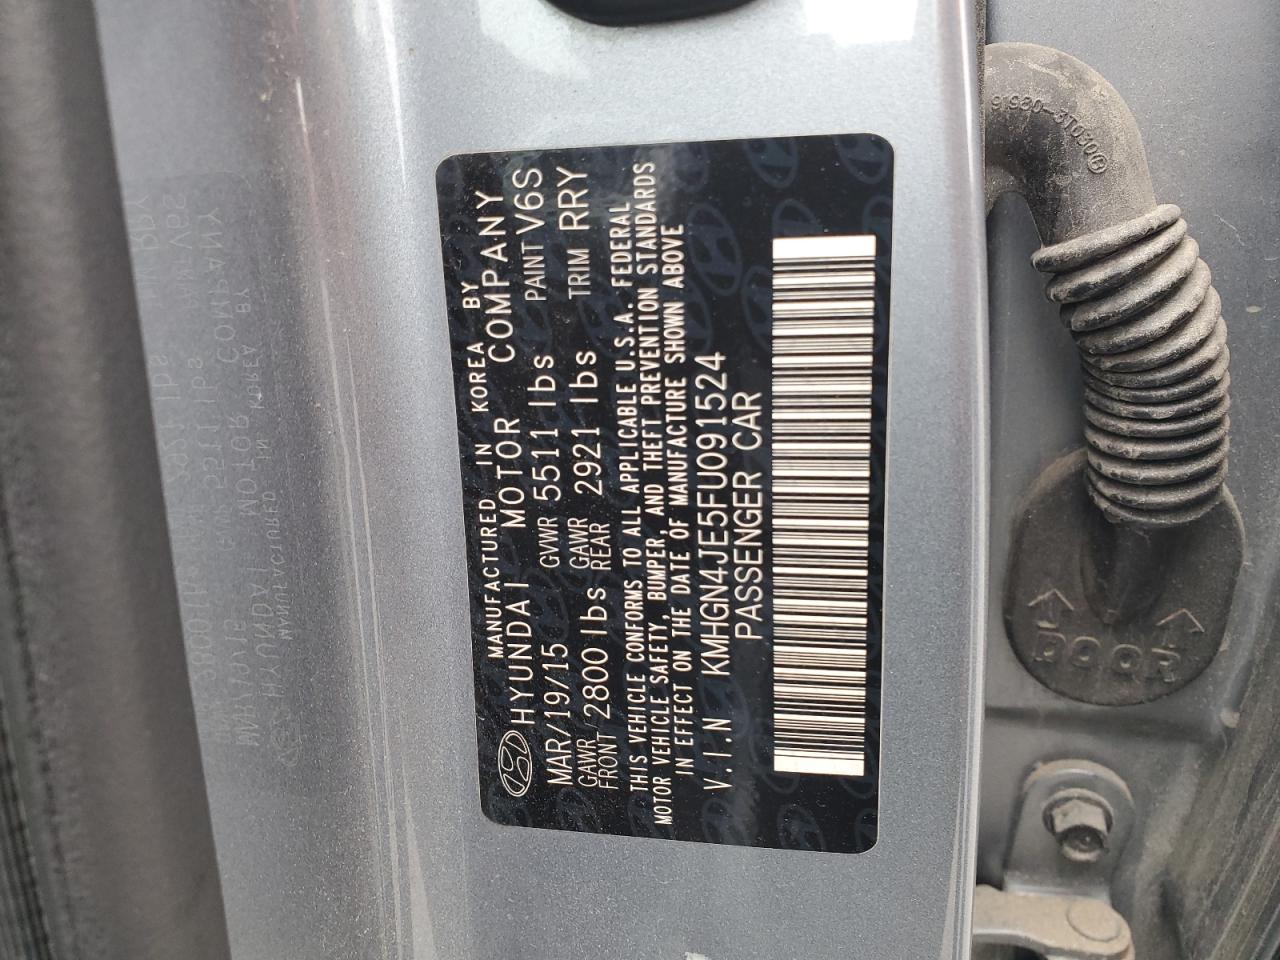 MANUFACTURED IN KOREA BY
HYUNDAI MOTOR COMPANY
MAR/19/15 GVWR 5511 lbs PAINT V6S
GAWR FRONT 2800 lbs GAWR REAR 2921 lbs TRIM RRY
THIS VEHICLE CONFORMS TO ALL APPLICABLE U.S.A. FEDERAL
MOTOR VEHICLE SAFETY, BUMPER, AND THEFT PREVENTION STANDARDS
IN EFFECT ON THE DATE OF MANUFACTURE SHOWN ABOVE
V.I.N KMHGN4JE5FU091524
PASSENGER CAR
91980-3T030
DOOR